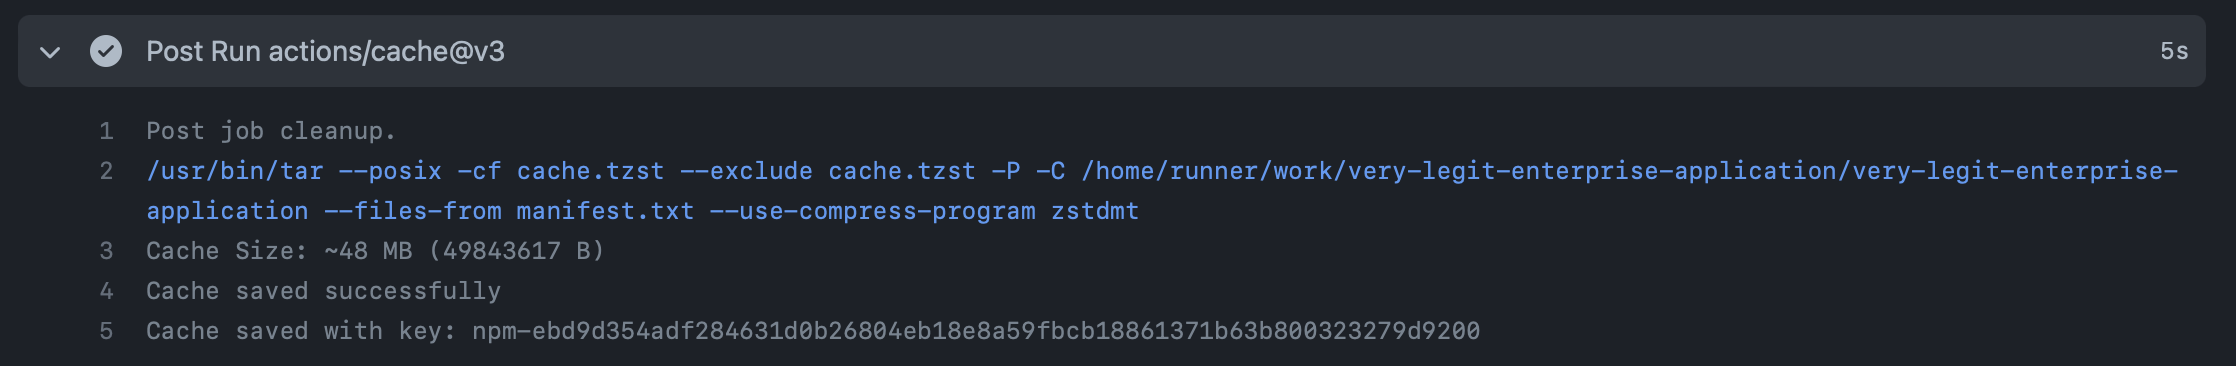 Post Run actions/cache@v3 5s
1 Post job cleanup.
2 /usr/bin/tar --posix -cf cache.tzst --exclude cache.tzst -P -C /home/runner/work/very-legit-enterprise-application/very-legit-enterprise-
application --files-from manifest.txt --use-compress-program zstdmt
3 Cache Size: ~48 MB (49843617 B)
4 Cache saved successfully
5 Cache saved with key: npm-ebd9d354adf284631d0b26804eb18e8a59fbcb18861371b63b800323279d9200